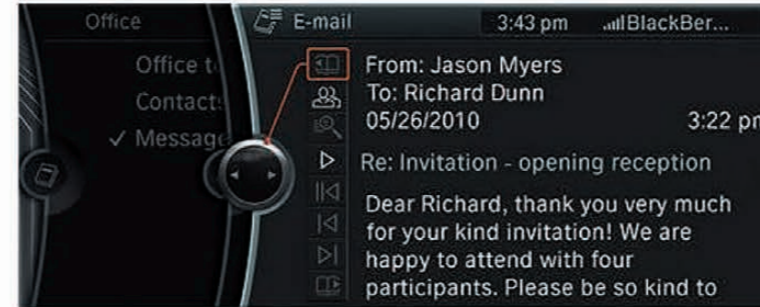 Office
Office t
Contact
✓ Message
E-mail 3:43 pm BlackBer...
From: Jason Myers
To: Richard Dunn
05/26/2010 3:22 pm
Re: Invitation - opening reception
Dear Richard, thank you very much
for your kind invitation! We are
happy to attend with four
participants. Please be so kind to